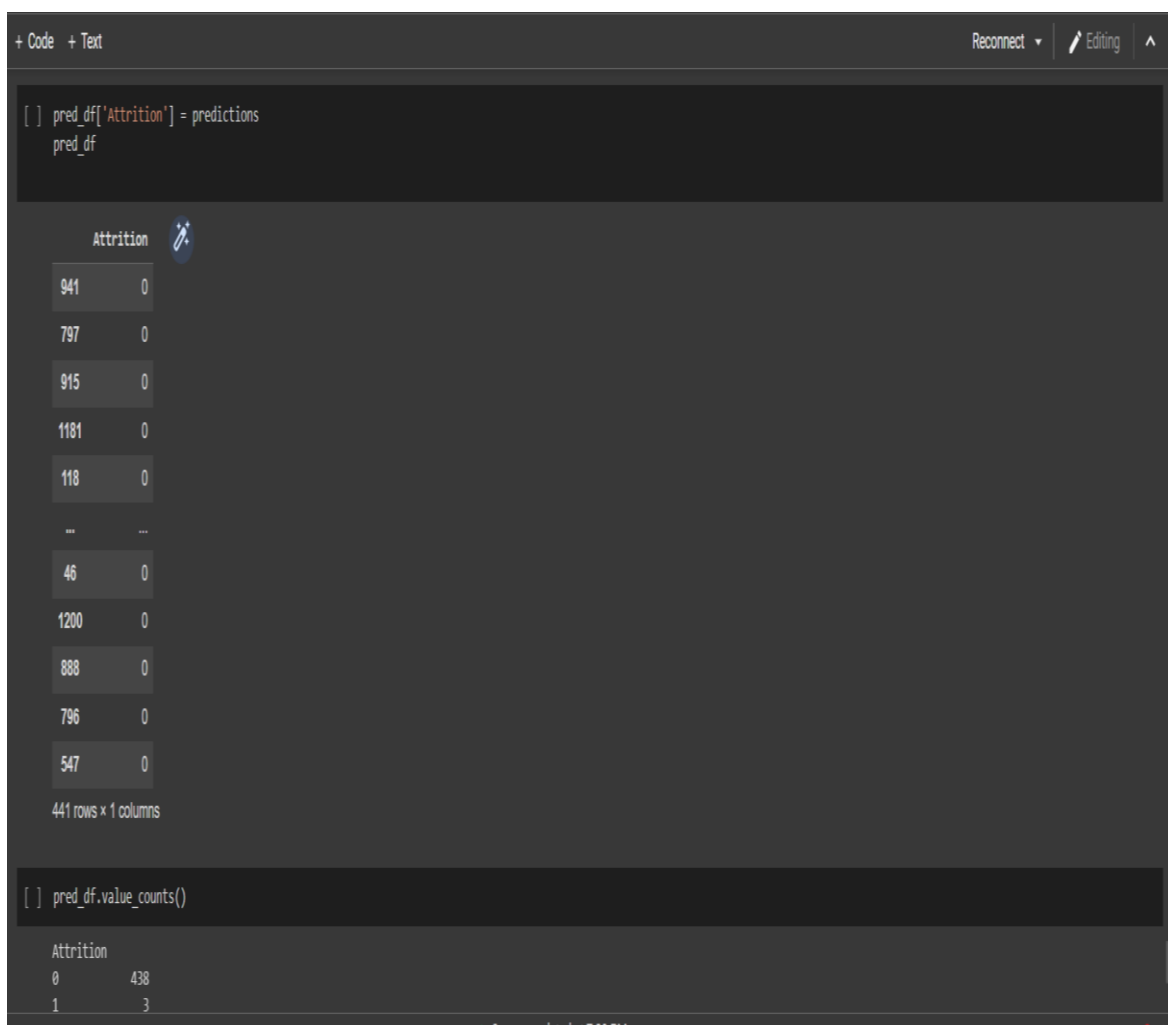 + Code + Text Reconnect Editing
[ ] pred_df['Attrition'] = predictions
pred_df
Attrition
941 0
797 0
915 0
1181 0
118 0
... ...
46 0
1200 0
888 0
796 0
547 0
441 rows × 1 columns
[ ] pred_df.value_counts()
Attrition
0 438
1 3